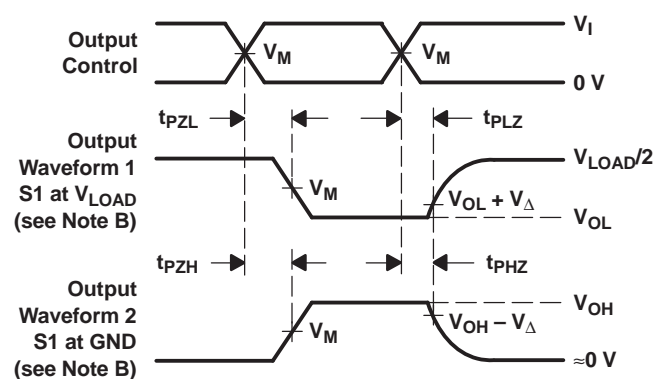 Output
Control
V_M
V_M
V_I
0 V
t_PZL
t_PLZ
Output
Waveform 1
S1 at V_LOAD
(see Note B)
V_M
V_LOAD/2
V_OL + V_Δ
V_OL
t_PZH
t_PHZ
Output
Waveform 2
S1 at GND
(see Note B)
V_M
V_OH
V_OH – V_Δ
≈0 V